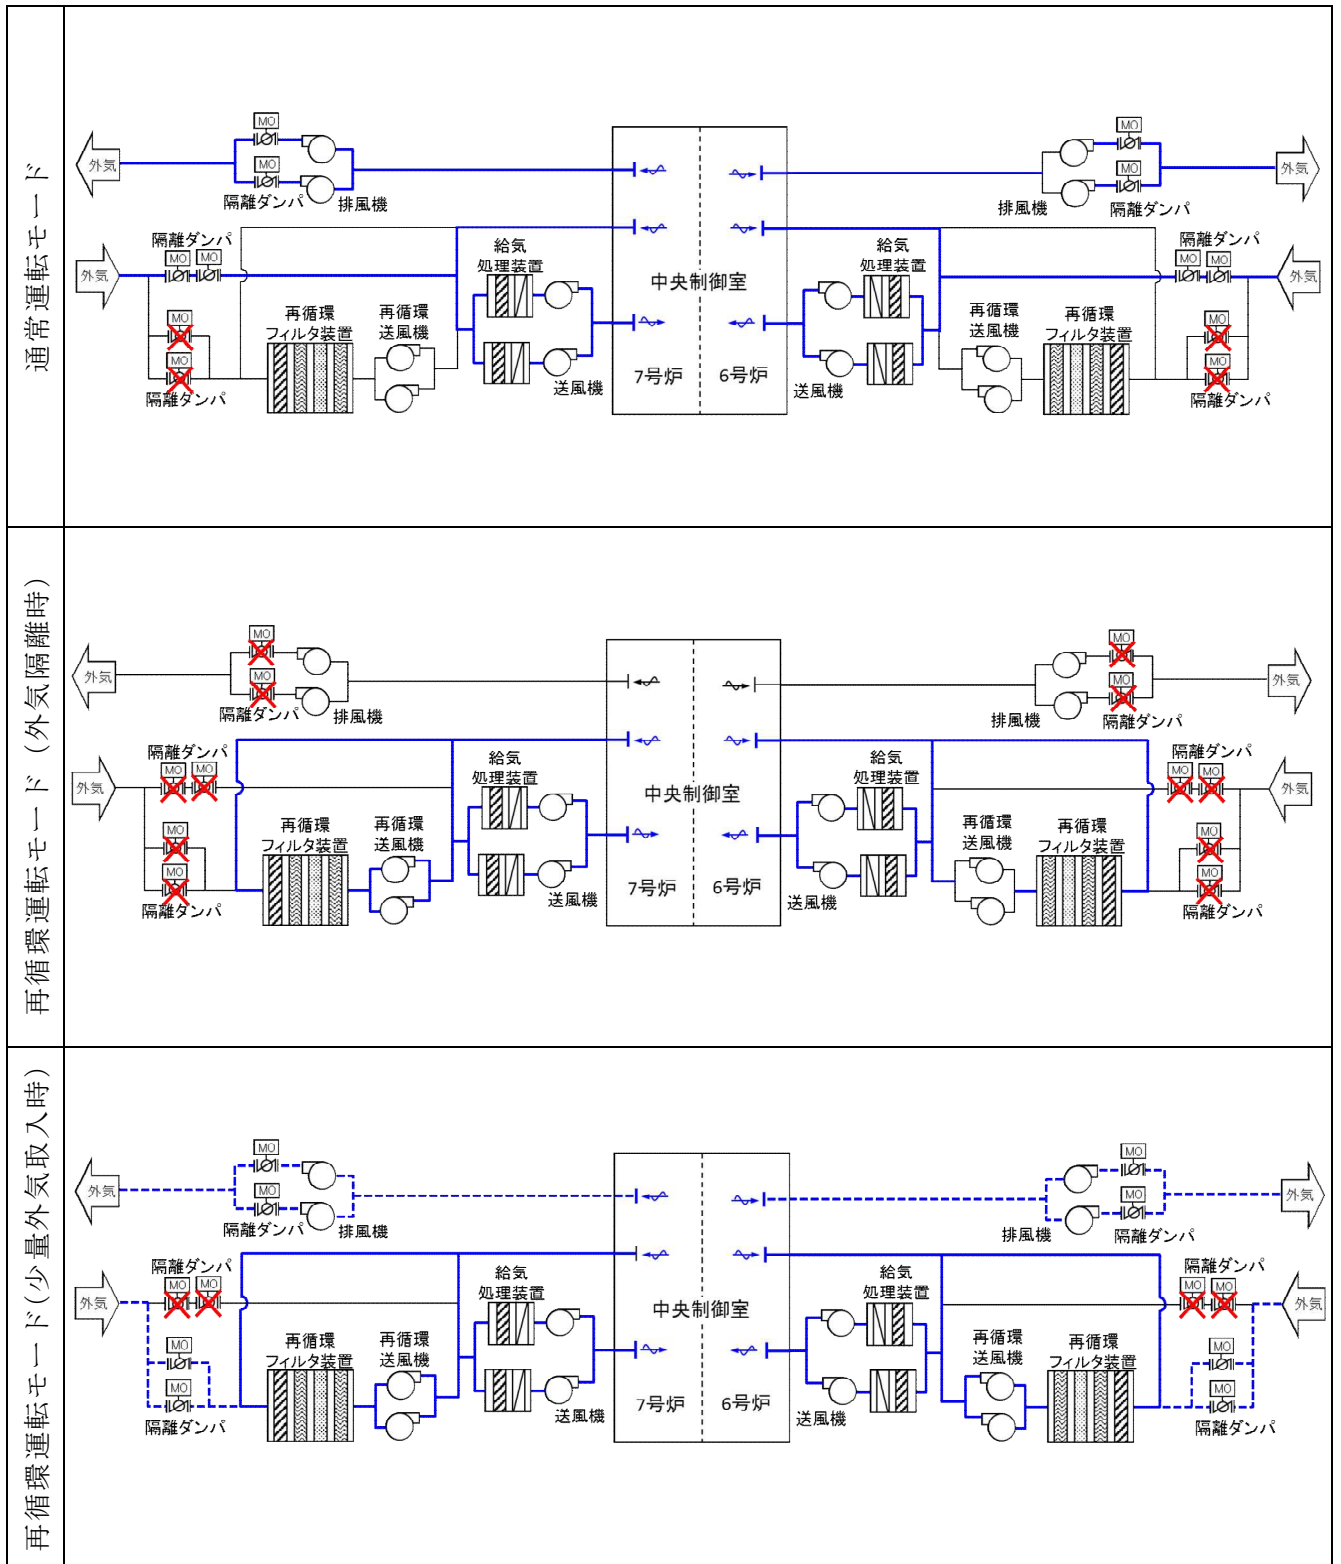 通常運転モード
MO
MO
外気
隔離ダンパ
排風機
隔離ダンパ
MO
MO
外気
MO
MO
隔離ダンパ
再循環
フィルタ装置
再循環
送風機
給気
処理装置
送風機
中央制御室
7号炉
6号炉
MO
MO
外気
排風機
隔離ダンパ
給気
処理装置
送風機
再循環
送風機
再循環
フィルタ装置
隔離ダンパ
MO
MO
外気
MO
MO
隔離ダンパ
再循環運転モード(外気隔離時)
MO
MO
外気
隔離ダンパ
排風機
隔離ダンパ
MO
MO
外気
MO
MO
隔離ダンパ
再循環
フィルタ装置
再循環
送風機
給気
処理装置
送風機
中央制御室
7号炉
6号炉
MO
MO
外気
排風機
隔離ダンパ
給気
処理装置
送風機
再循環
送風機
再循環
フィルタ装置
隔離ダンパ
MO
MO
外気
MO
MO
隔離ダンパ
再循環運転モード(少量外気取入時)
MO
MO
外気
隔離ダンパ
排風機
隔離ダンパ
MO
MO
外気
MO
MO
隔離ダンパ
再循環
フィルタ装置
再循環
送風機
給気
処理装置
送風機
中央制御室
7号炉
6号炉
MO
MO
外気
排風機
隔離ダンパ
給気
処理装置
送風機
再循環
送風機
再循環
フィルタ装置
隔離ダンパ
MO
MO
外気
MO
MO
隔離ダンパ